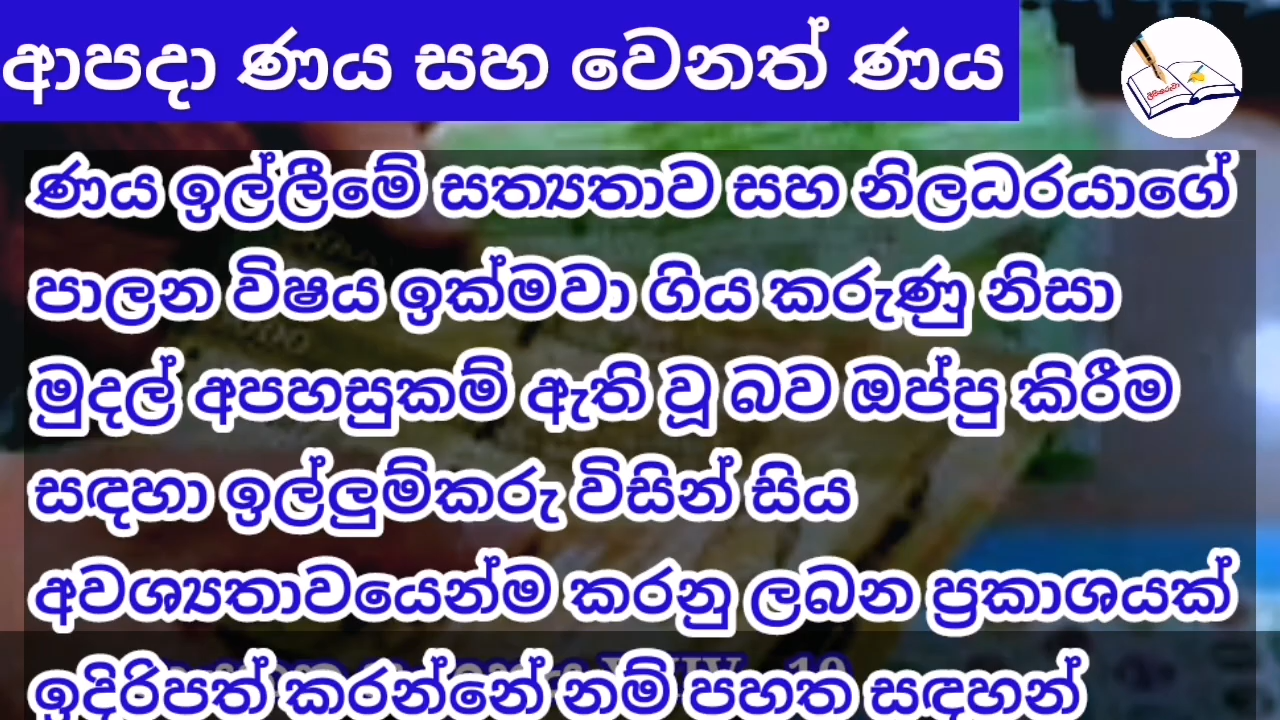 ආපදා ණය සහ වෙනත් ණය
ණය ඉල්ලීමේ සත්‍යතාව සහ නිලධරයාගේ
පාලන විෂය ඉක්මවා ගිය කරුණු නිසා
මුදල් අපහසුකම් ඇති වූ බව ඔප්පු කිරීම
සඳහා ඉල්ලුම්කරු විසින් සිය
අවශ්‍යතාවයෙන්ම කරනු ලබන ප්‍රකාශයක්
ඉදිරිපත් කරන්නේ නම් පහත සඳහන්